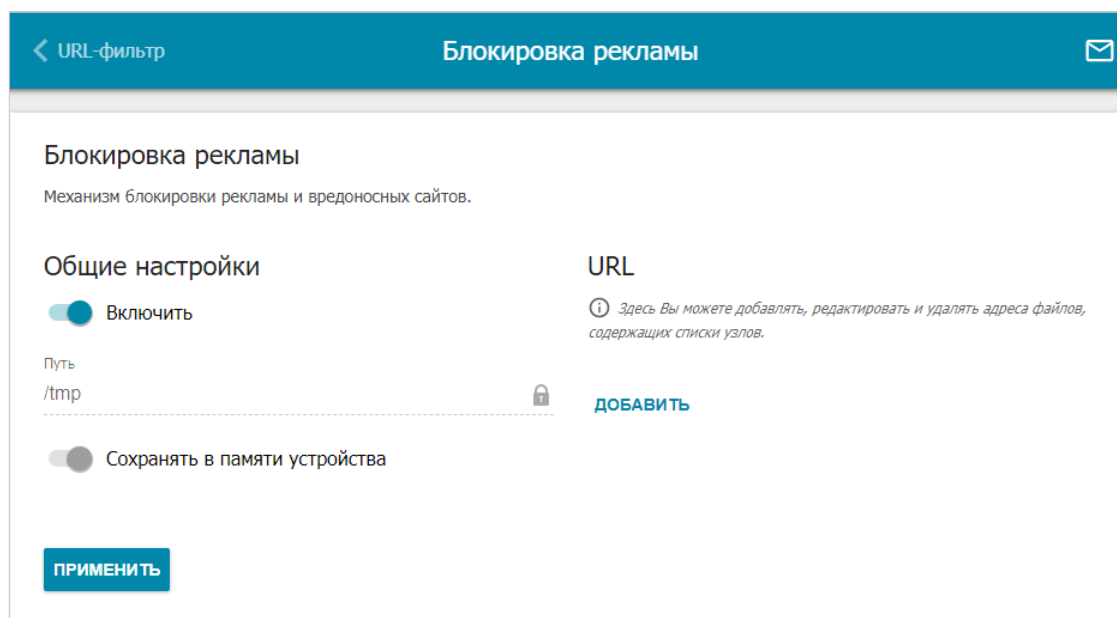 URL-фильтр
Блокировка рекламы
Блокировка рекламы
Механизм блокировки рекламы и вредоносных сайтов.
Общие настройки
Включить
Путь
/tmp
Сохранять в памяти устройства
ПРИМЕНИТЬ
URL
Здесь Вы можете добавлять, редактировать и удалять адреса файлов,
содержащих списки узлов.
ДОБАВИТЬ